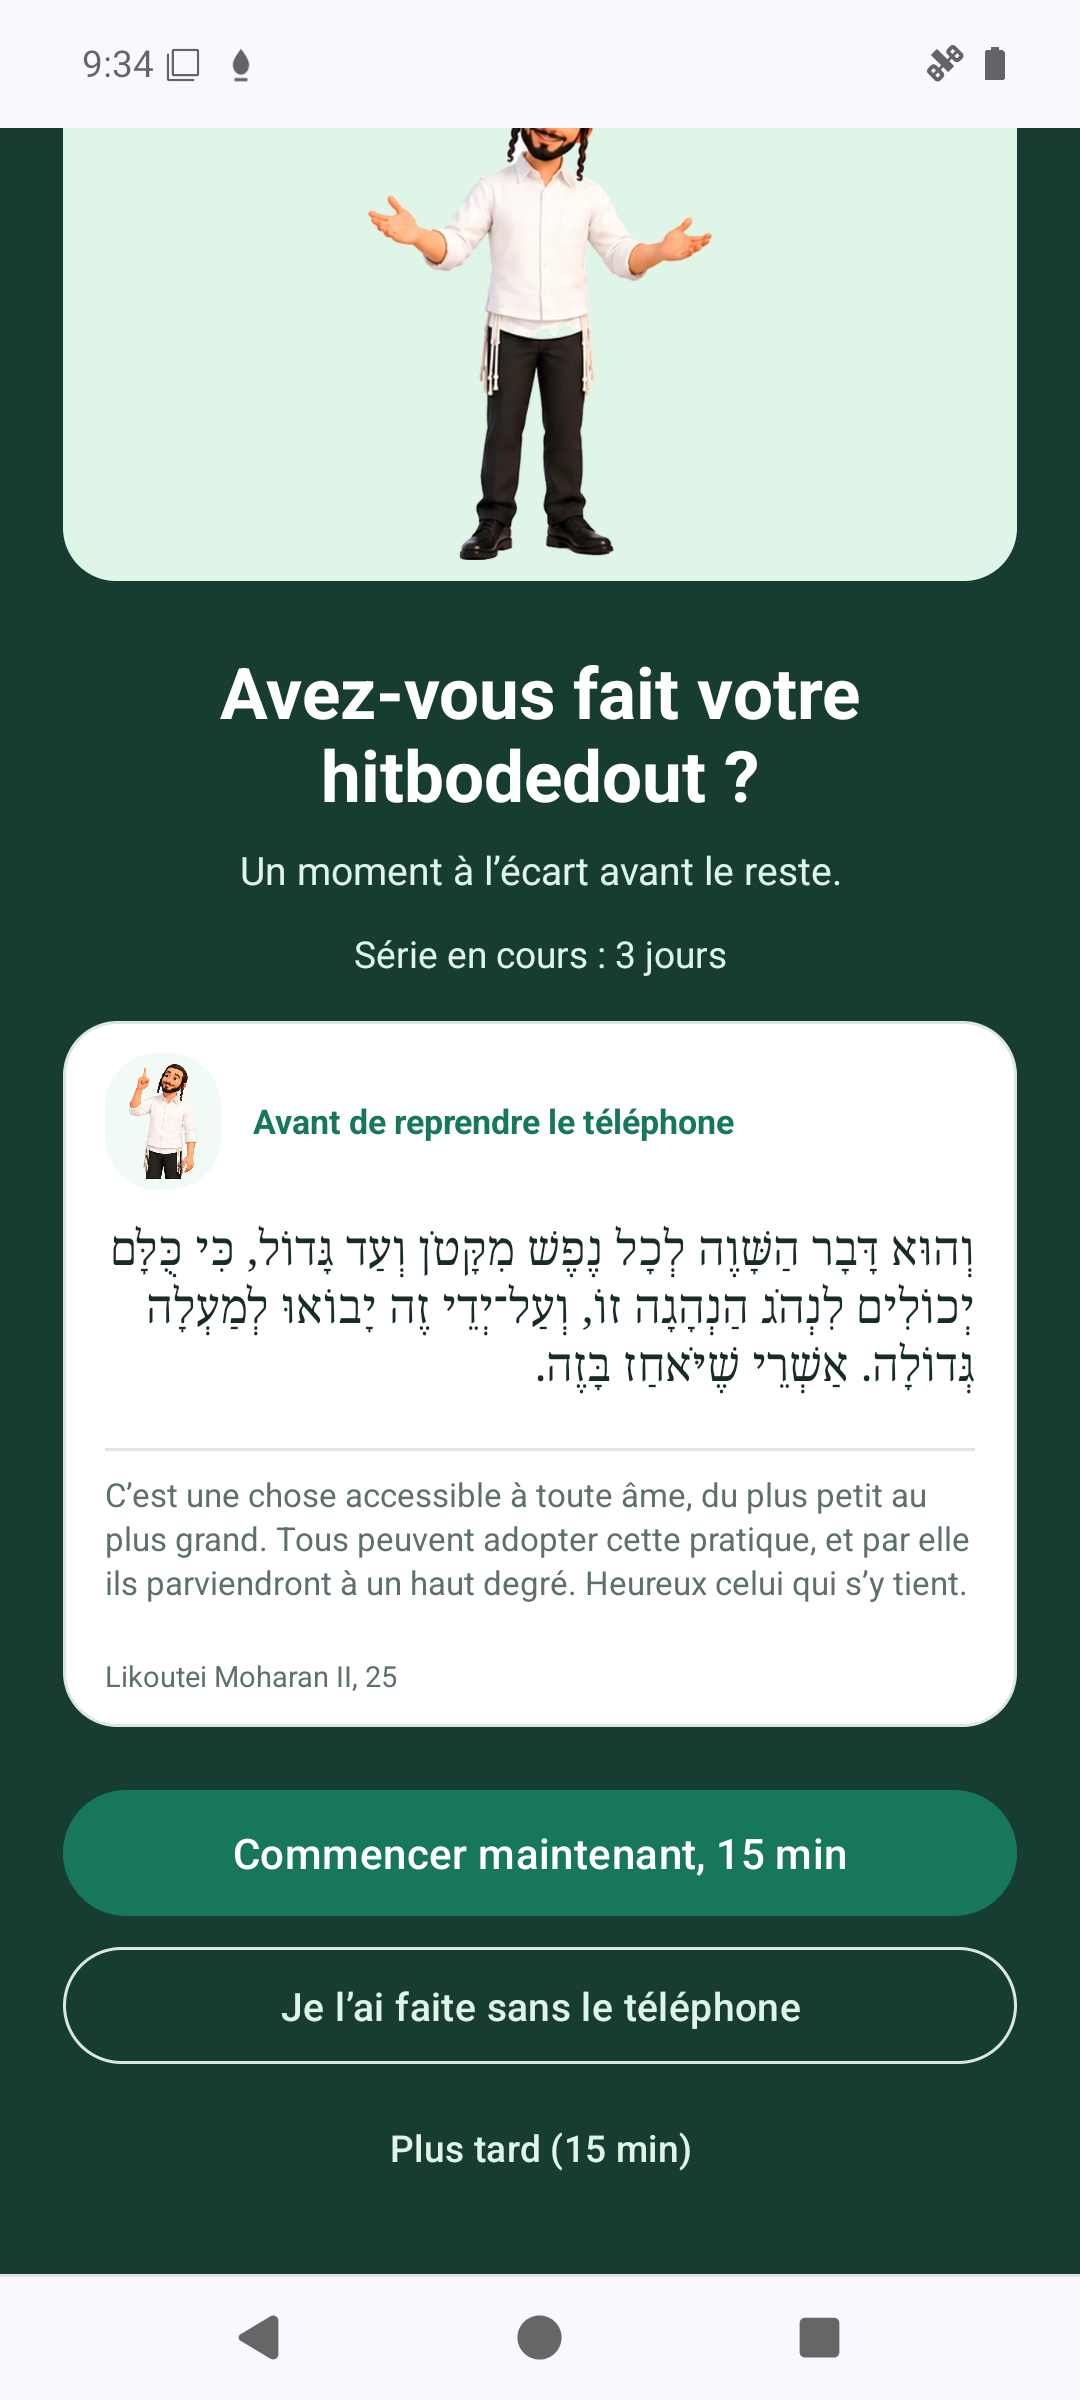 9:34
Avez-vous fait votre
hitbodedout ?
Un moment à l’écart avant le reste.
Série en cours : 3 jours
Avant de reprendre le téléphone
וְהוּא דָּבָר הַשָּׁוֶה לְכָל נֶפֶשׁ מִקָּטֹן וְעַד גָּדוֹל, כִּי כֻּלָּם
יְכוֹלִים לִנְהֹג הַנְהָגָה זוֹ, וְעַל־יְדֵי זֶה יָבוֹאוּ לְמַעְלָה
גְּדוֹלָה. אַשְׁרֵי שֶׁיֹּאחַז בָּזֶה.
C’est une chose accessible à toute âme, du plus petit au
plus grand. Tous peuvent adopter cette pratique, et par elle
ils parviendront à un haut degré. Heureux celui qui s’y tient.
Likoutei Moharan II, 25
Commencer maintenant, 15 min
Je l’ai faite sans le téléphone
Plus tard (15 min)